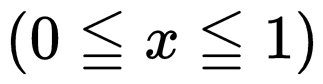 (0 ≦ x ≦ 1)